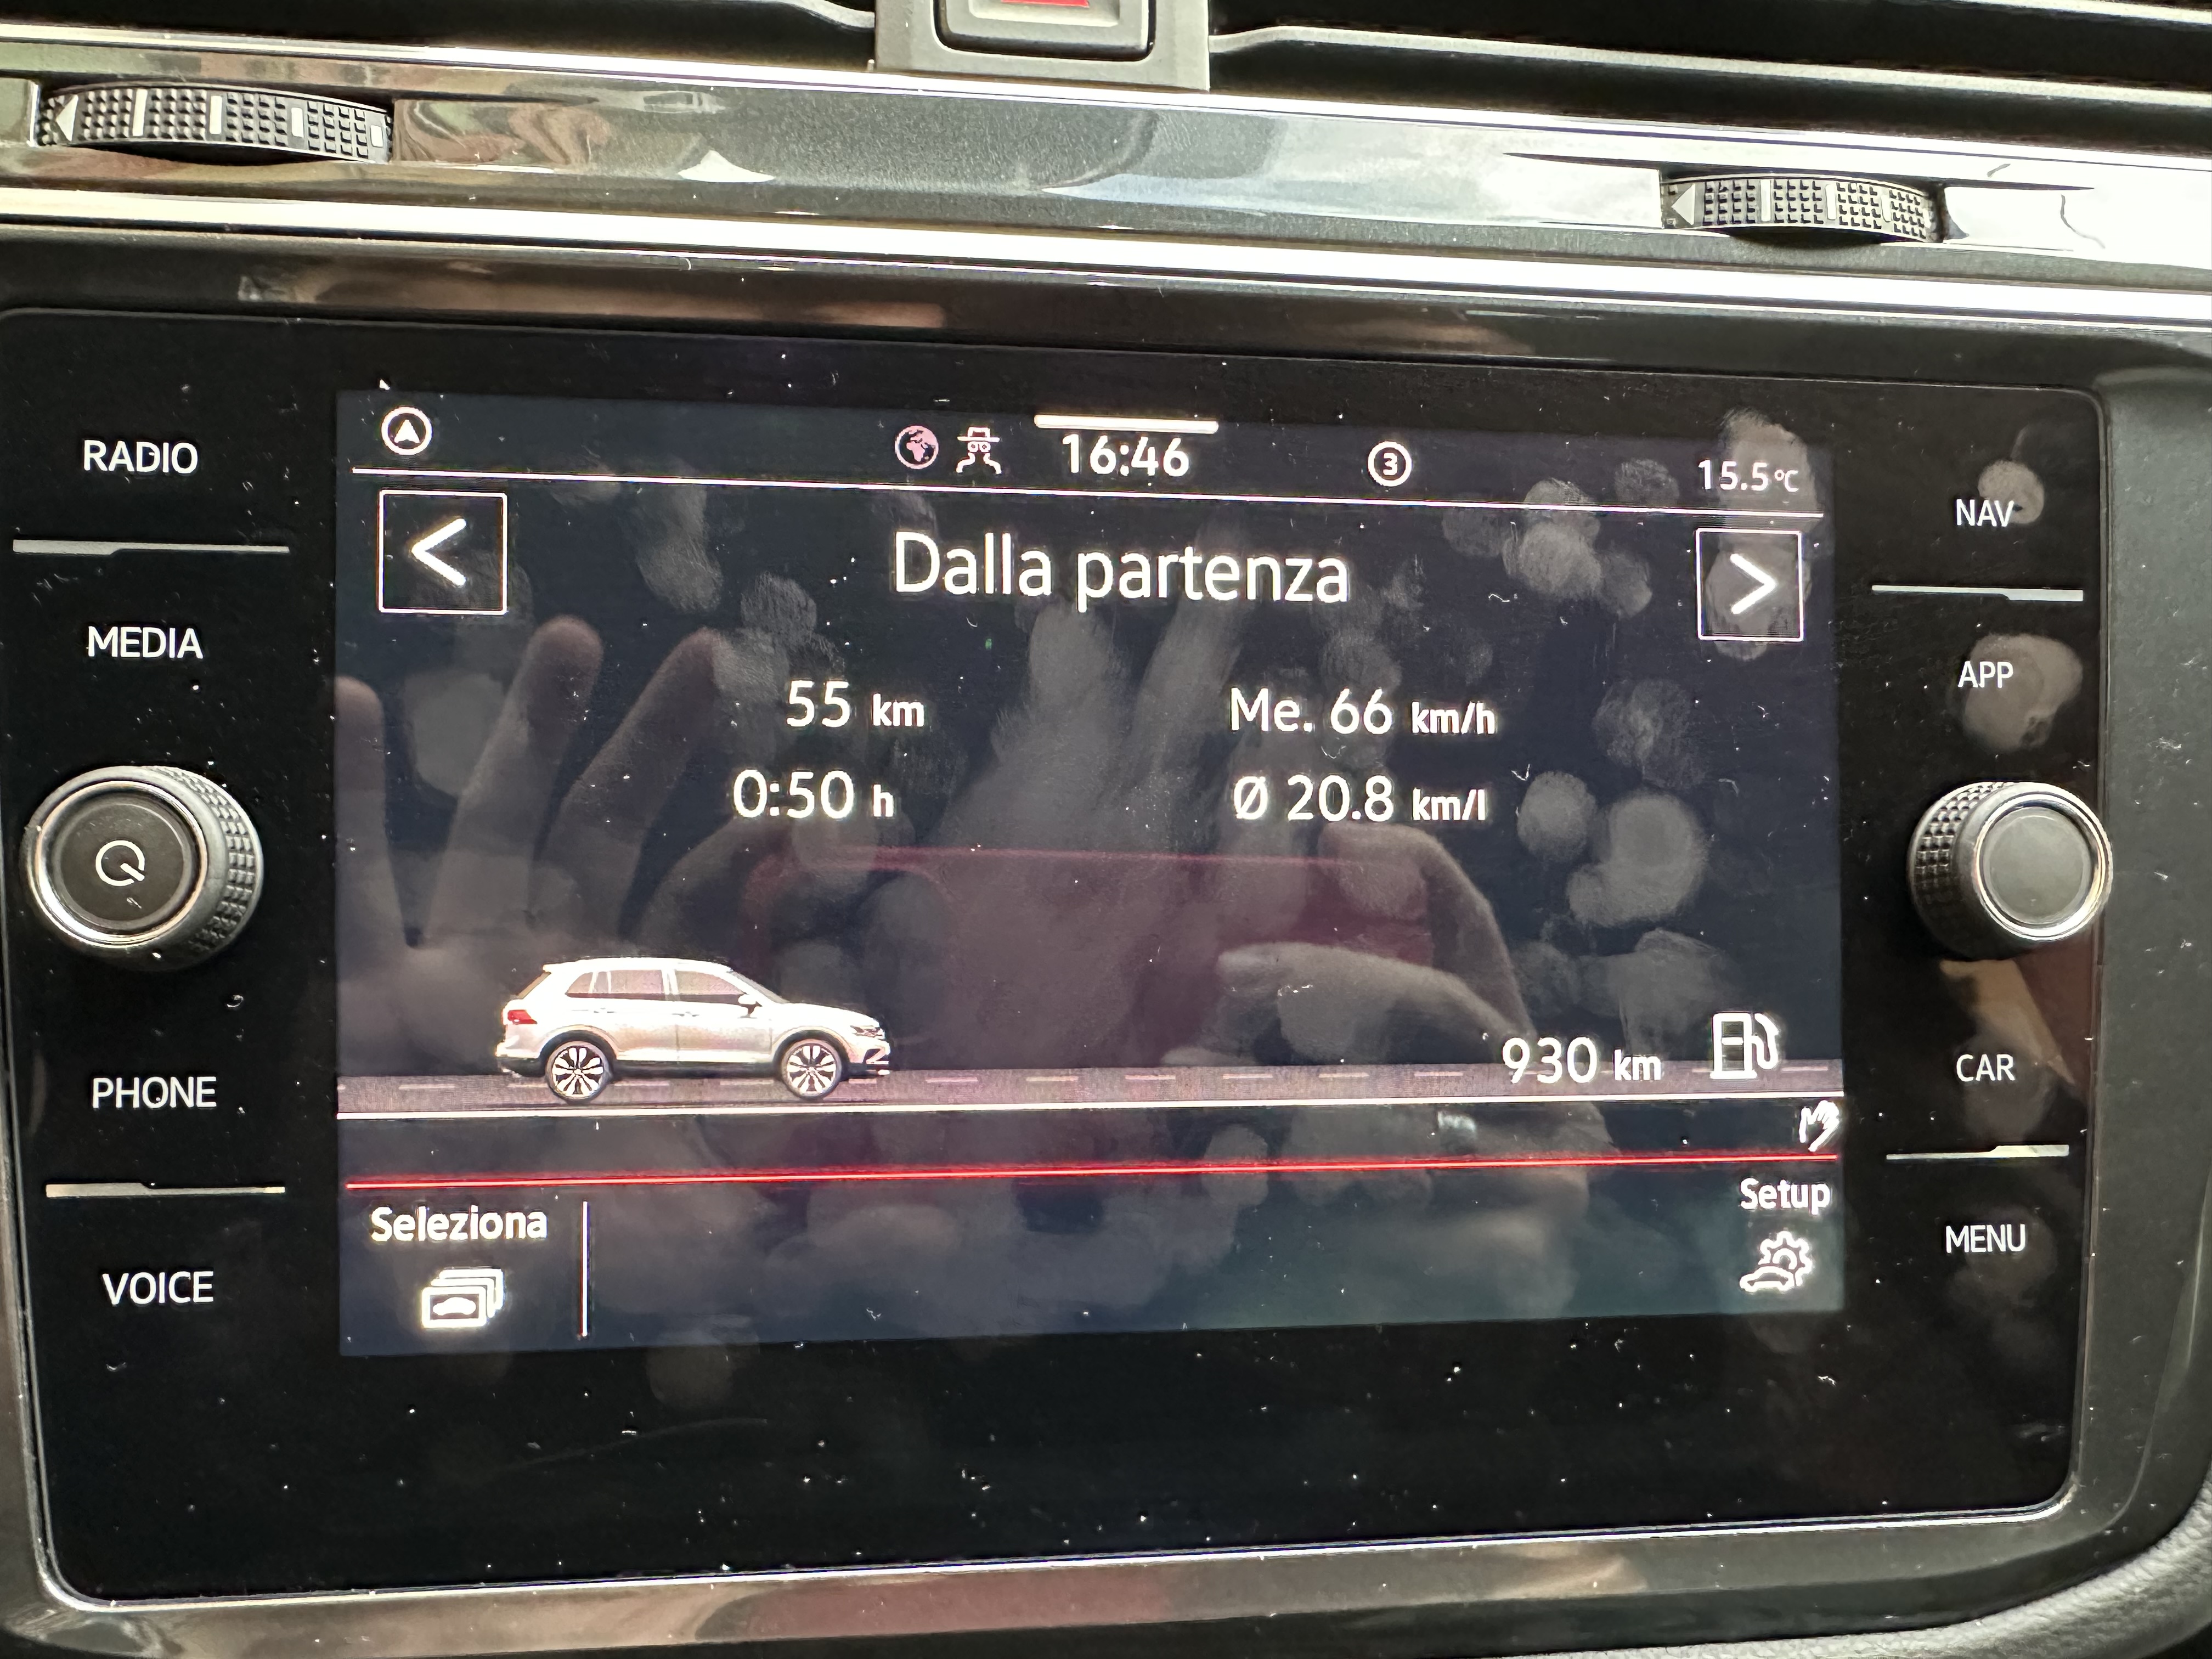 RADIO
MEDIA
PHONE
VOICE
16:46
3
15.5 °C
<
Dalla partenza
>
55 km
Me. 66 km/h
0:50 h
Ø 20.8 km/l
930 km
Seleziona
Setup
NAV
APP
CAR
MENU